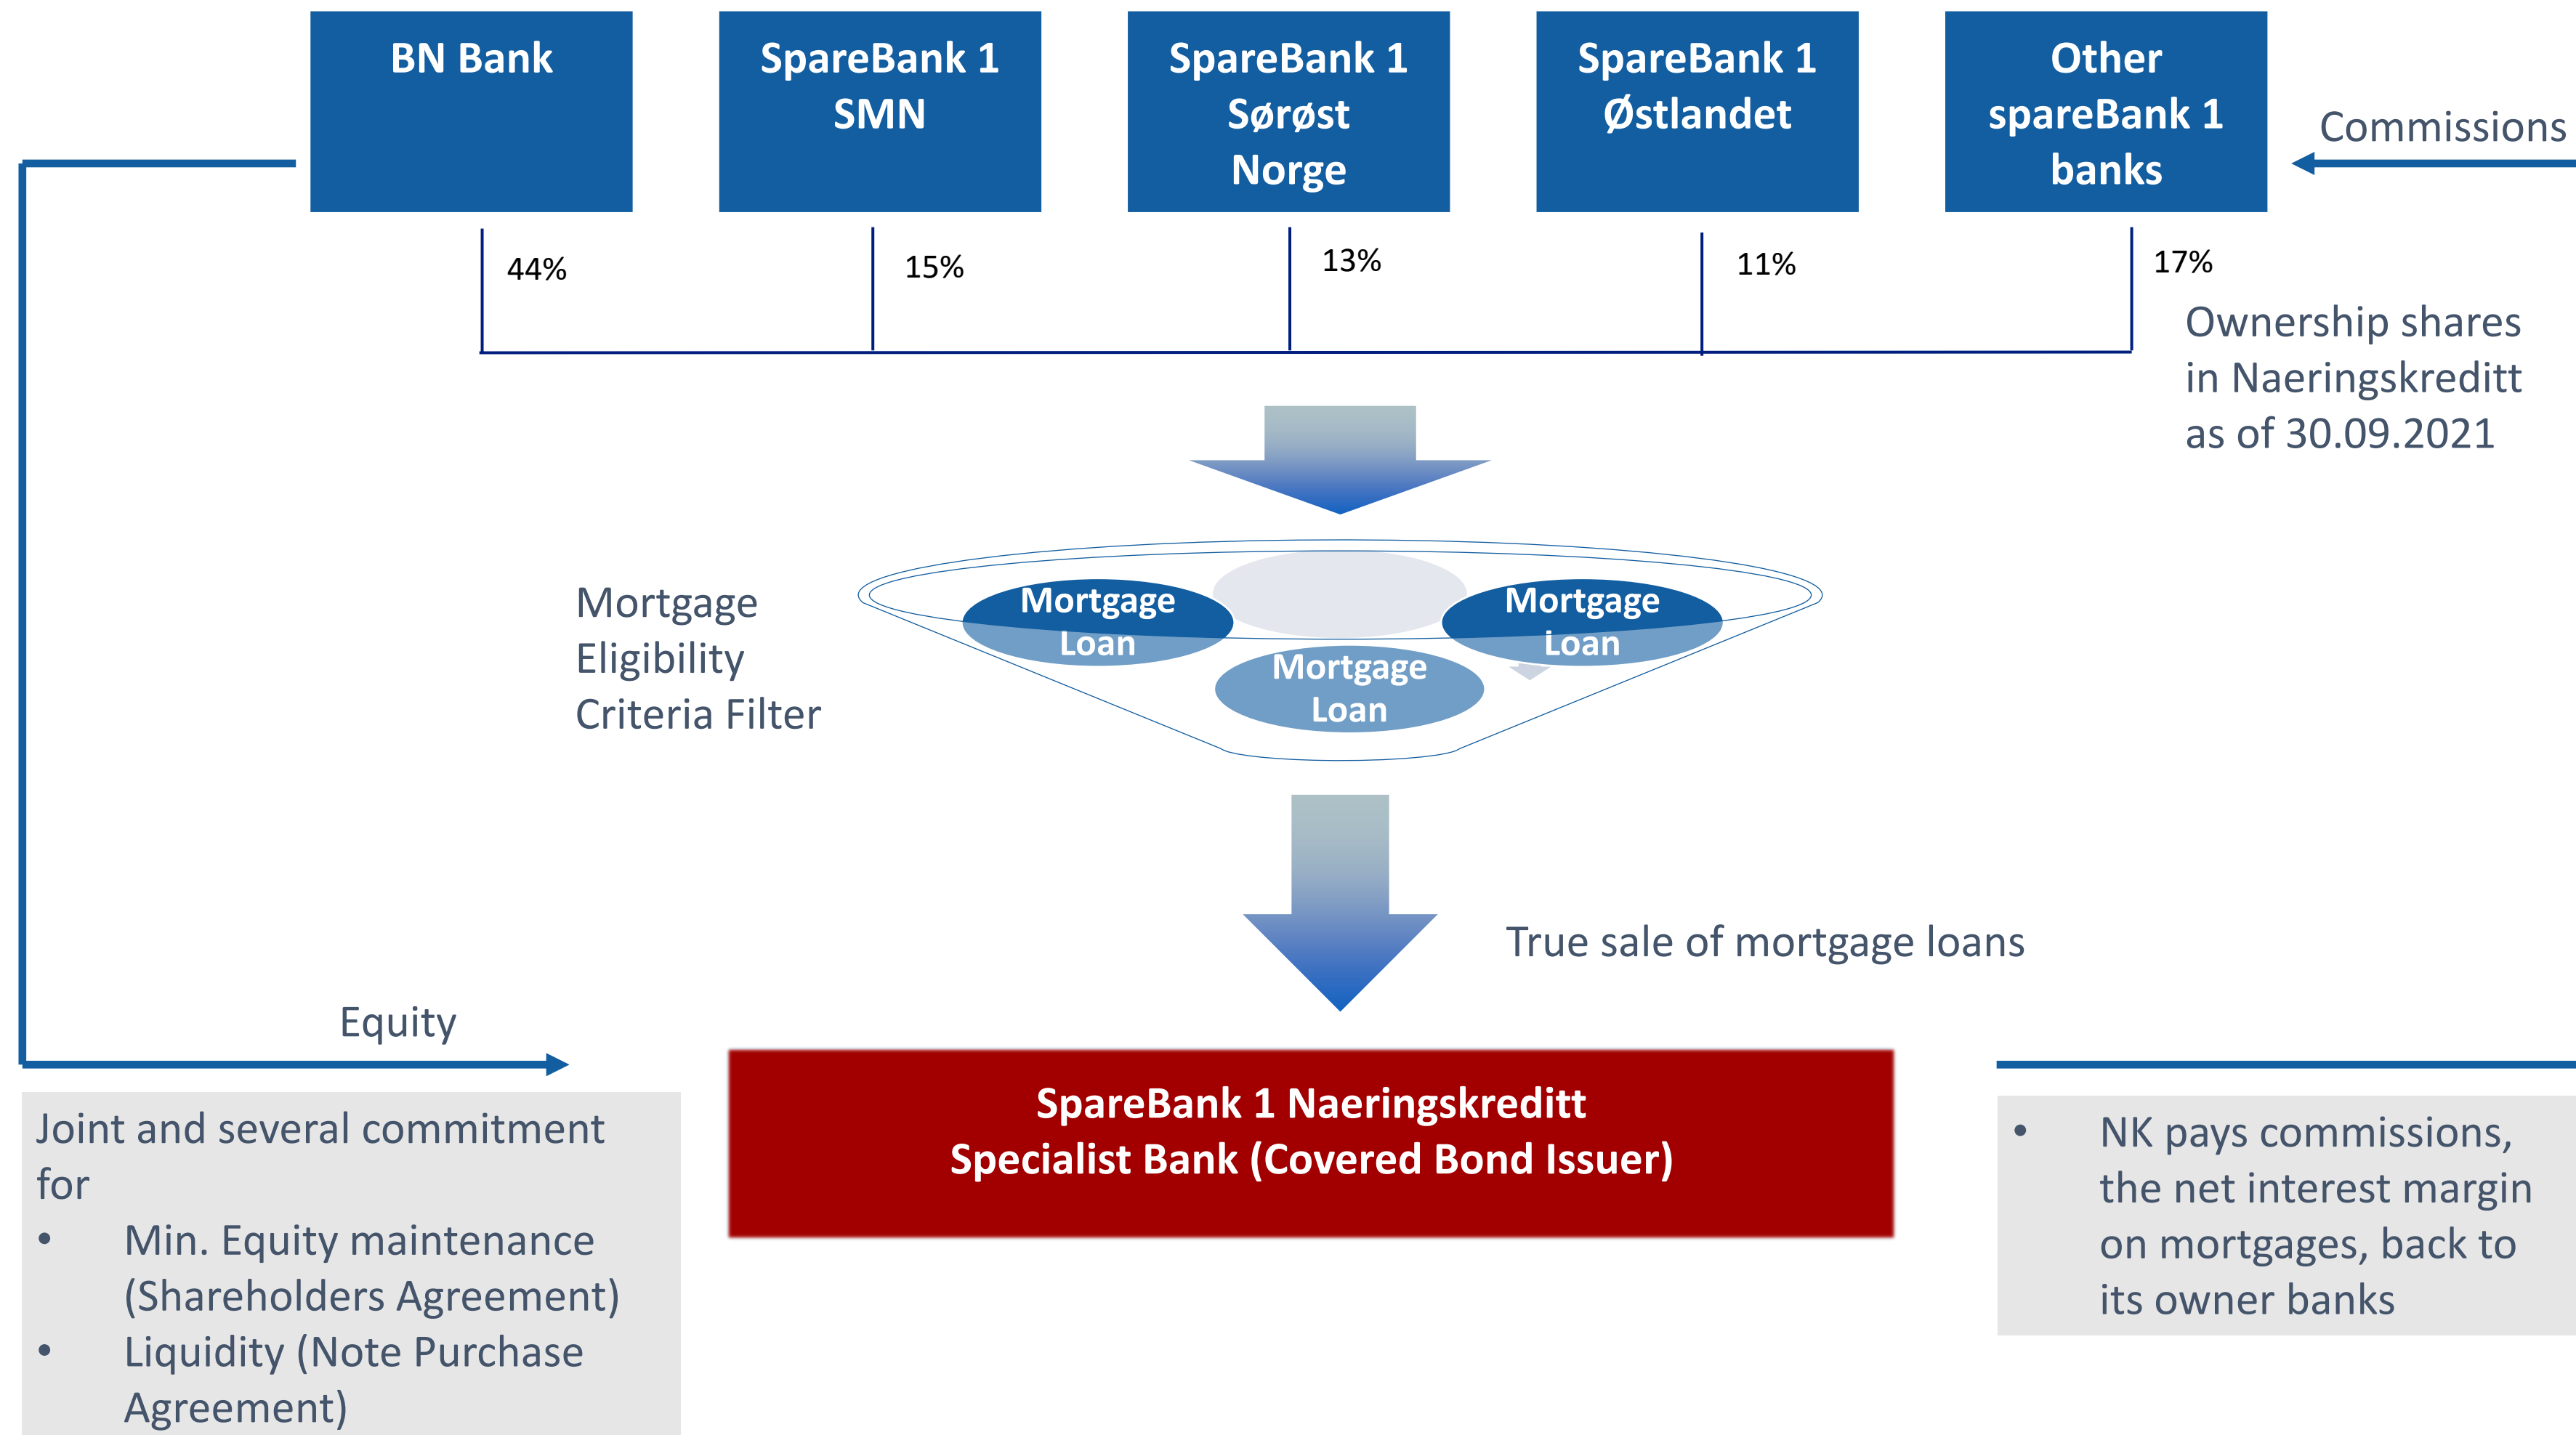 BN Bank
SpareBank 1
SMN
SpareBank 1
Sørøst
Norge
SpareBank 1
Østlandet
Other
spareBank 1
banks
Commissions
44%
15%
13%
11%
17%
Ownership shares
in Naeringskreditt
as of 30.09.2021
Mortgage
Eligibility
Criteria Filter
Mortgage
Loan
Mortgage
Loan
Mortgage
Loan
True sale of mortgage loans
Equity
SpareBank 1 Naeringskreditt
Specialist Bank (Covered Bond Issuer)
Joint and several commitment
for
• Min. Equity maintenance
(Shareholders Agreement)
• Liquidity (Note Purchase
Agreement)
• NK pays commissions,
the net interest margin
on mortgages, back to
its owner banks